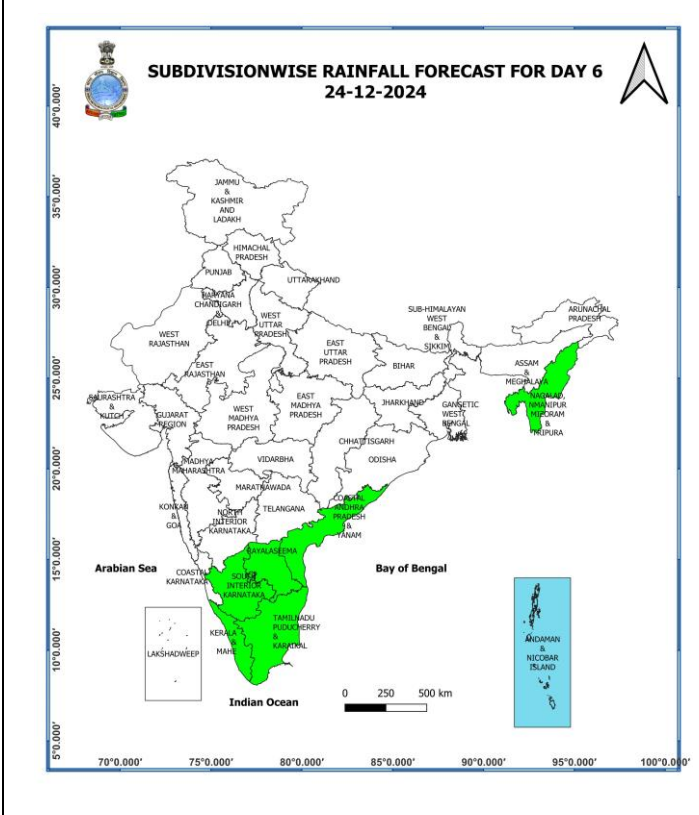 SUBDIVISIONWISE RAINFALL FORECAST FOR DAY 6
24-12-2024
40°0.000'
35°0.000'
30°0.000'
25°0.000'
20°0.000'
15°0.000'
10°0.000'
5°0.000'
JAMMU
&
KASHMIR
AND
LADAKH
HIMACHAL
PRADESH
PUNJAB
UTTARAKHAND
HARYANA
CHANDIGARH
&
DELHI
WEST
UTTAR
PRADESH
SUB-HIMALAYAN
WEST
BENGAL
&
SIKKIM
ARUNACHAL
PRADESH
WEST
RAJASTHAN
EAST
RAJASTHAN
EAST
UTTAR
PRADESH
BIHAR
ASSAM
&
MEGHALAYA
NAGALAD,
NMANIPUR
MIZORAM
&
TRIPURA
SAURASHTRA
&
KUTCH
GUJARAT
REGION
WEST
MADHYA
PRADESH
EAST
MADHYA
PRADESH
JHARKHAND
GANGETIC
WEST
BENGAL
CHHATTISGARH
ODISHA
VIDARBHA
MADHYA
MAHARASHTRA
MARATHAWADA
KONKAN
&
GOA
NORTH
INTERIOR
KARNATAKA
TELANGANA
COASTAL
ANDHRA
PRADESH
&
YANAM
RAYALASEEMA
Arabian Sea
Bay of Bengal
COASTAL
KARNATAKA
SOUTH
INTERIOR
KARNATAKA
TAMILNADU
PUDUCHERRY
&
KARAIKAL
KERALA
&
MAHE
LAKSHADWEEP
ANDAMAN
&
NICOBAR
ISLAND
Indian Ocean
0 250 500 km
70°0.000' 75°0.000' 80°0.000' 85°0.000' 90°0.000' 95°0.000' 100°0.000'